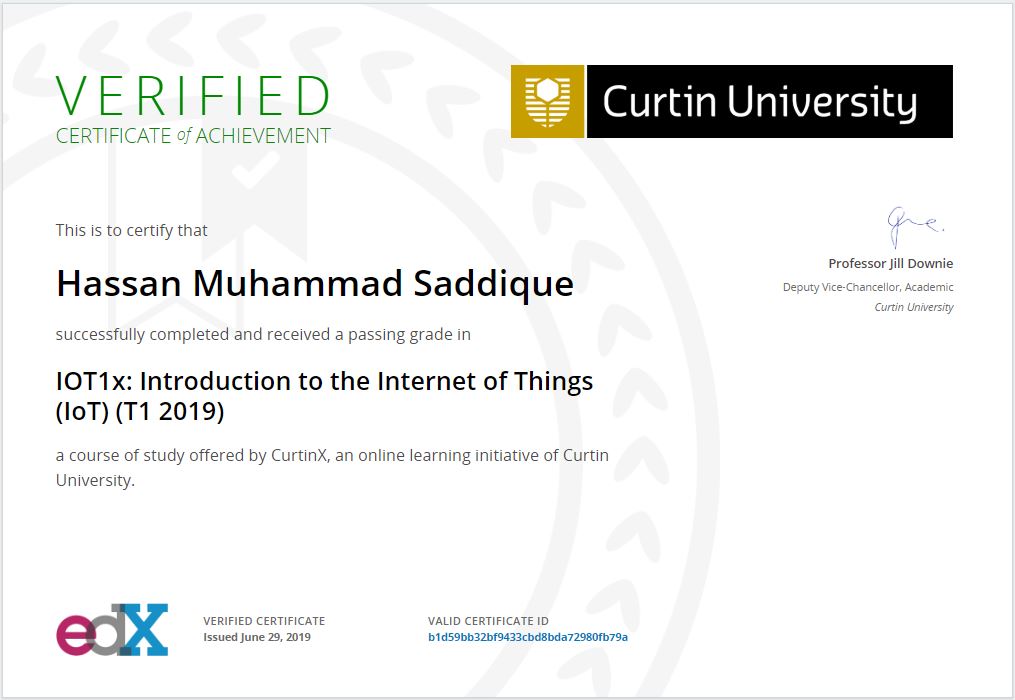 VERIFIED
CERTIFICATE of ACHIEVEMENT
Curtin University
This is to certify that
Hassan Muhammad Saddique
successfully completed and received a passing grade in
IOT1x: Introduction to the Internet of Things
(IoT) (T1 2019)
a course of study offered by CurtinX, an online learning initiative of Curtin
University.
Professor Jill Downie
Deputy Vice-Chancellor, Academic
Curtin University
edX
VERIFIED CERTIFICATE
Issued June 29, 2019
VALID CERTIFICATE ID
b1d59bb32bf9433cbd8bda72980fb79a